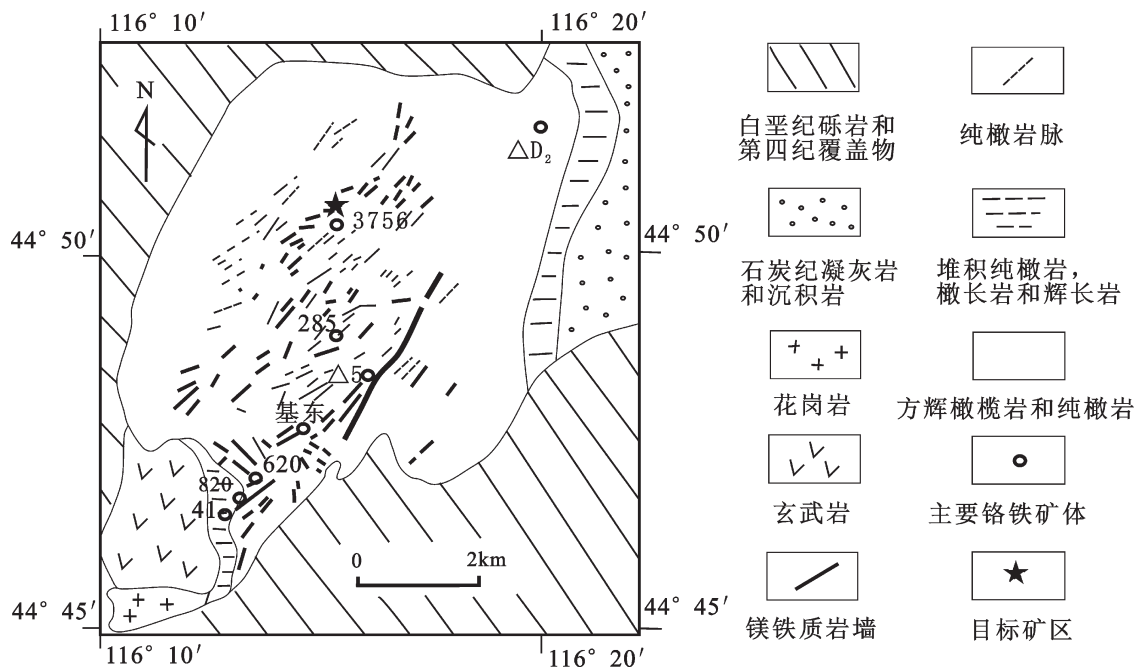 116° 10′
116° 20′
N
△D₂
3756
44° 50′
44° 50′
285
△5
基东
620
820
41
0
2km
44° 45′
44° 45′
116° 10′
116° 20′
白垩纪砾岩和
第四纪覆盖物
纯橄岩脉
石炭纪凝灰岩
和沉积岩
堆积纯橄岩,
橄长岩和辉长岩
花岗岩
方辉橄榄岩和纯橄岩
玄武岩
主要铬铁矿体
镁铁质岩墙
目标矿区